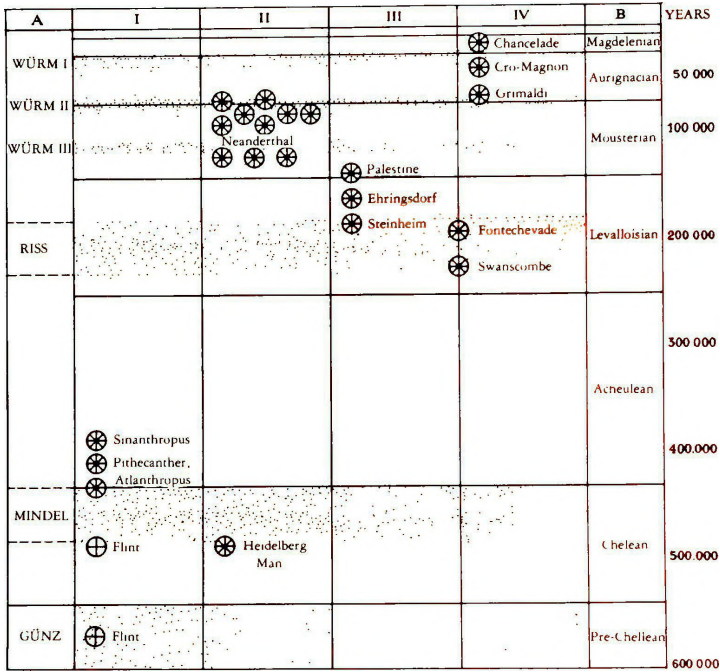 A I II III IV B YEARS
Chancelade Magdelenian
WÜRM I Cro-Magnon Aurignacian 50 000
WÜRM II Grimaldi
100 000
WÜRM III Neanderthal Mousterian
Palestine
Ehringsdorf
Steinheim Fontechevade Levalloisian 200 000
RISS
Swanscombe
300 000
Acheulean
Sinanthropus 400.000
Pithecanther,
Atlanthropus
MINDEL
Flint Heidelberg Chelean
Man 500.000
GÜNZ Flint Pre-Chellean
600 000